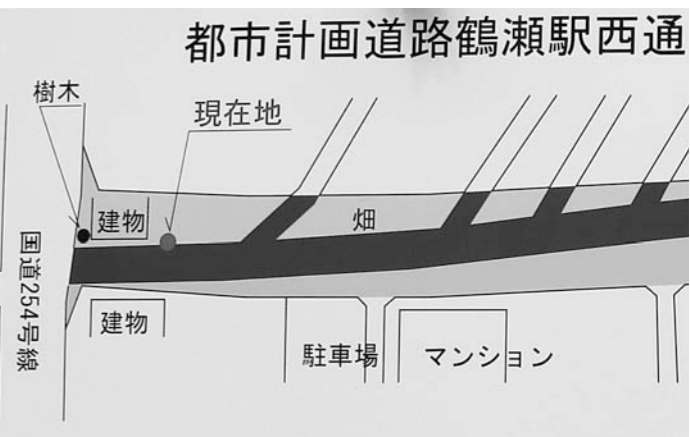 都市計画道路鶴瀬駅西通
樹木
現在地
建物
畑
国道254号線
建物
駐車場
マンション